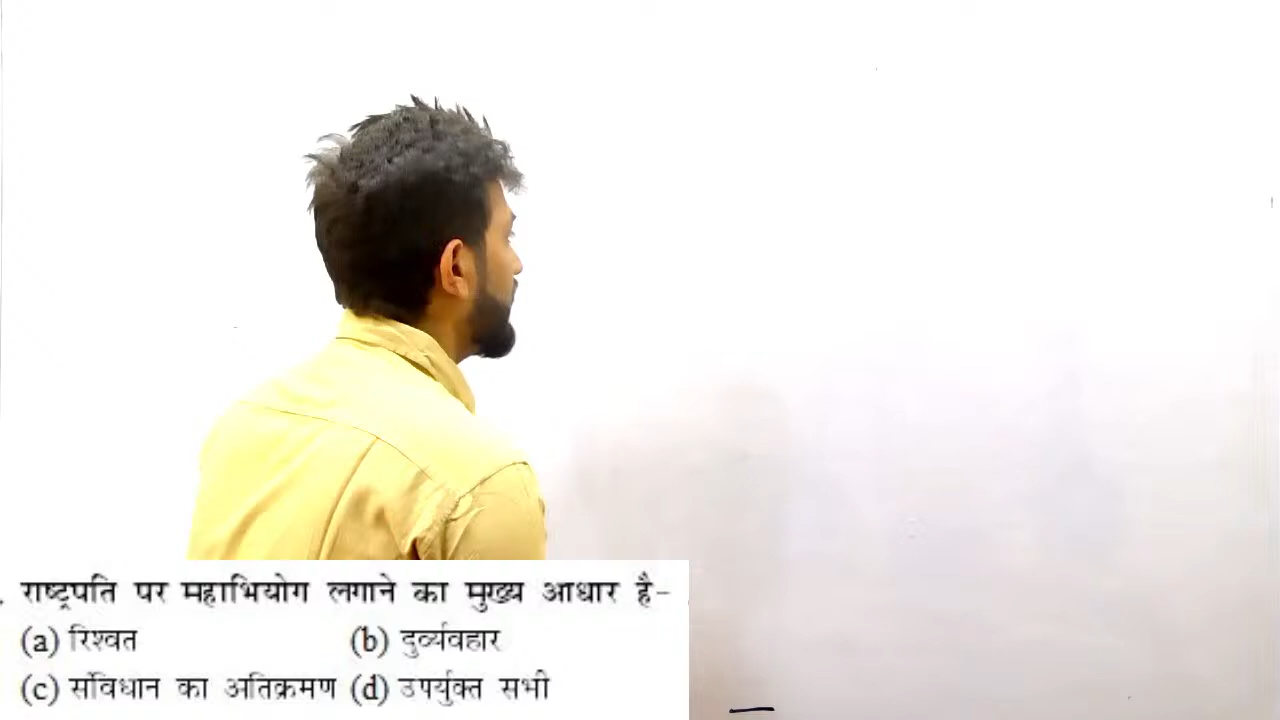 . राष्ट्रपति पर महाभियोग लगाने का मुख्य आधार है-
(a) रिश्वत (b) दुर्व्यवहार
(c) संविधान का अतिक्रमण (d) उपर्युक्त सभी